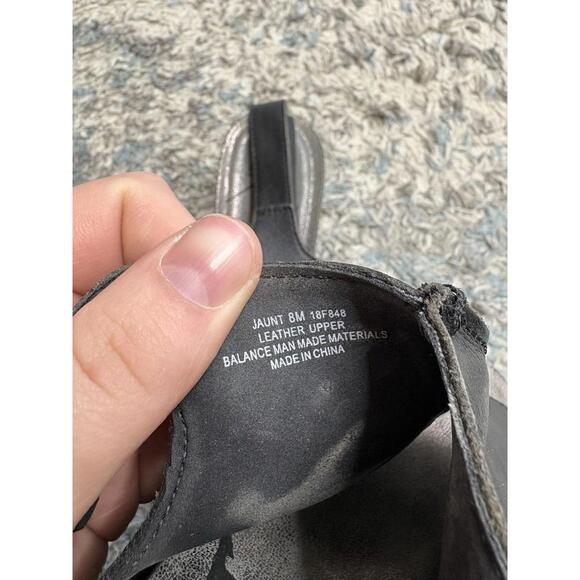 JAUNT 8M 18F848
LEATHER UPPER
BALANCE MAN MADE MATERIALS
MADE IN CHINA